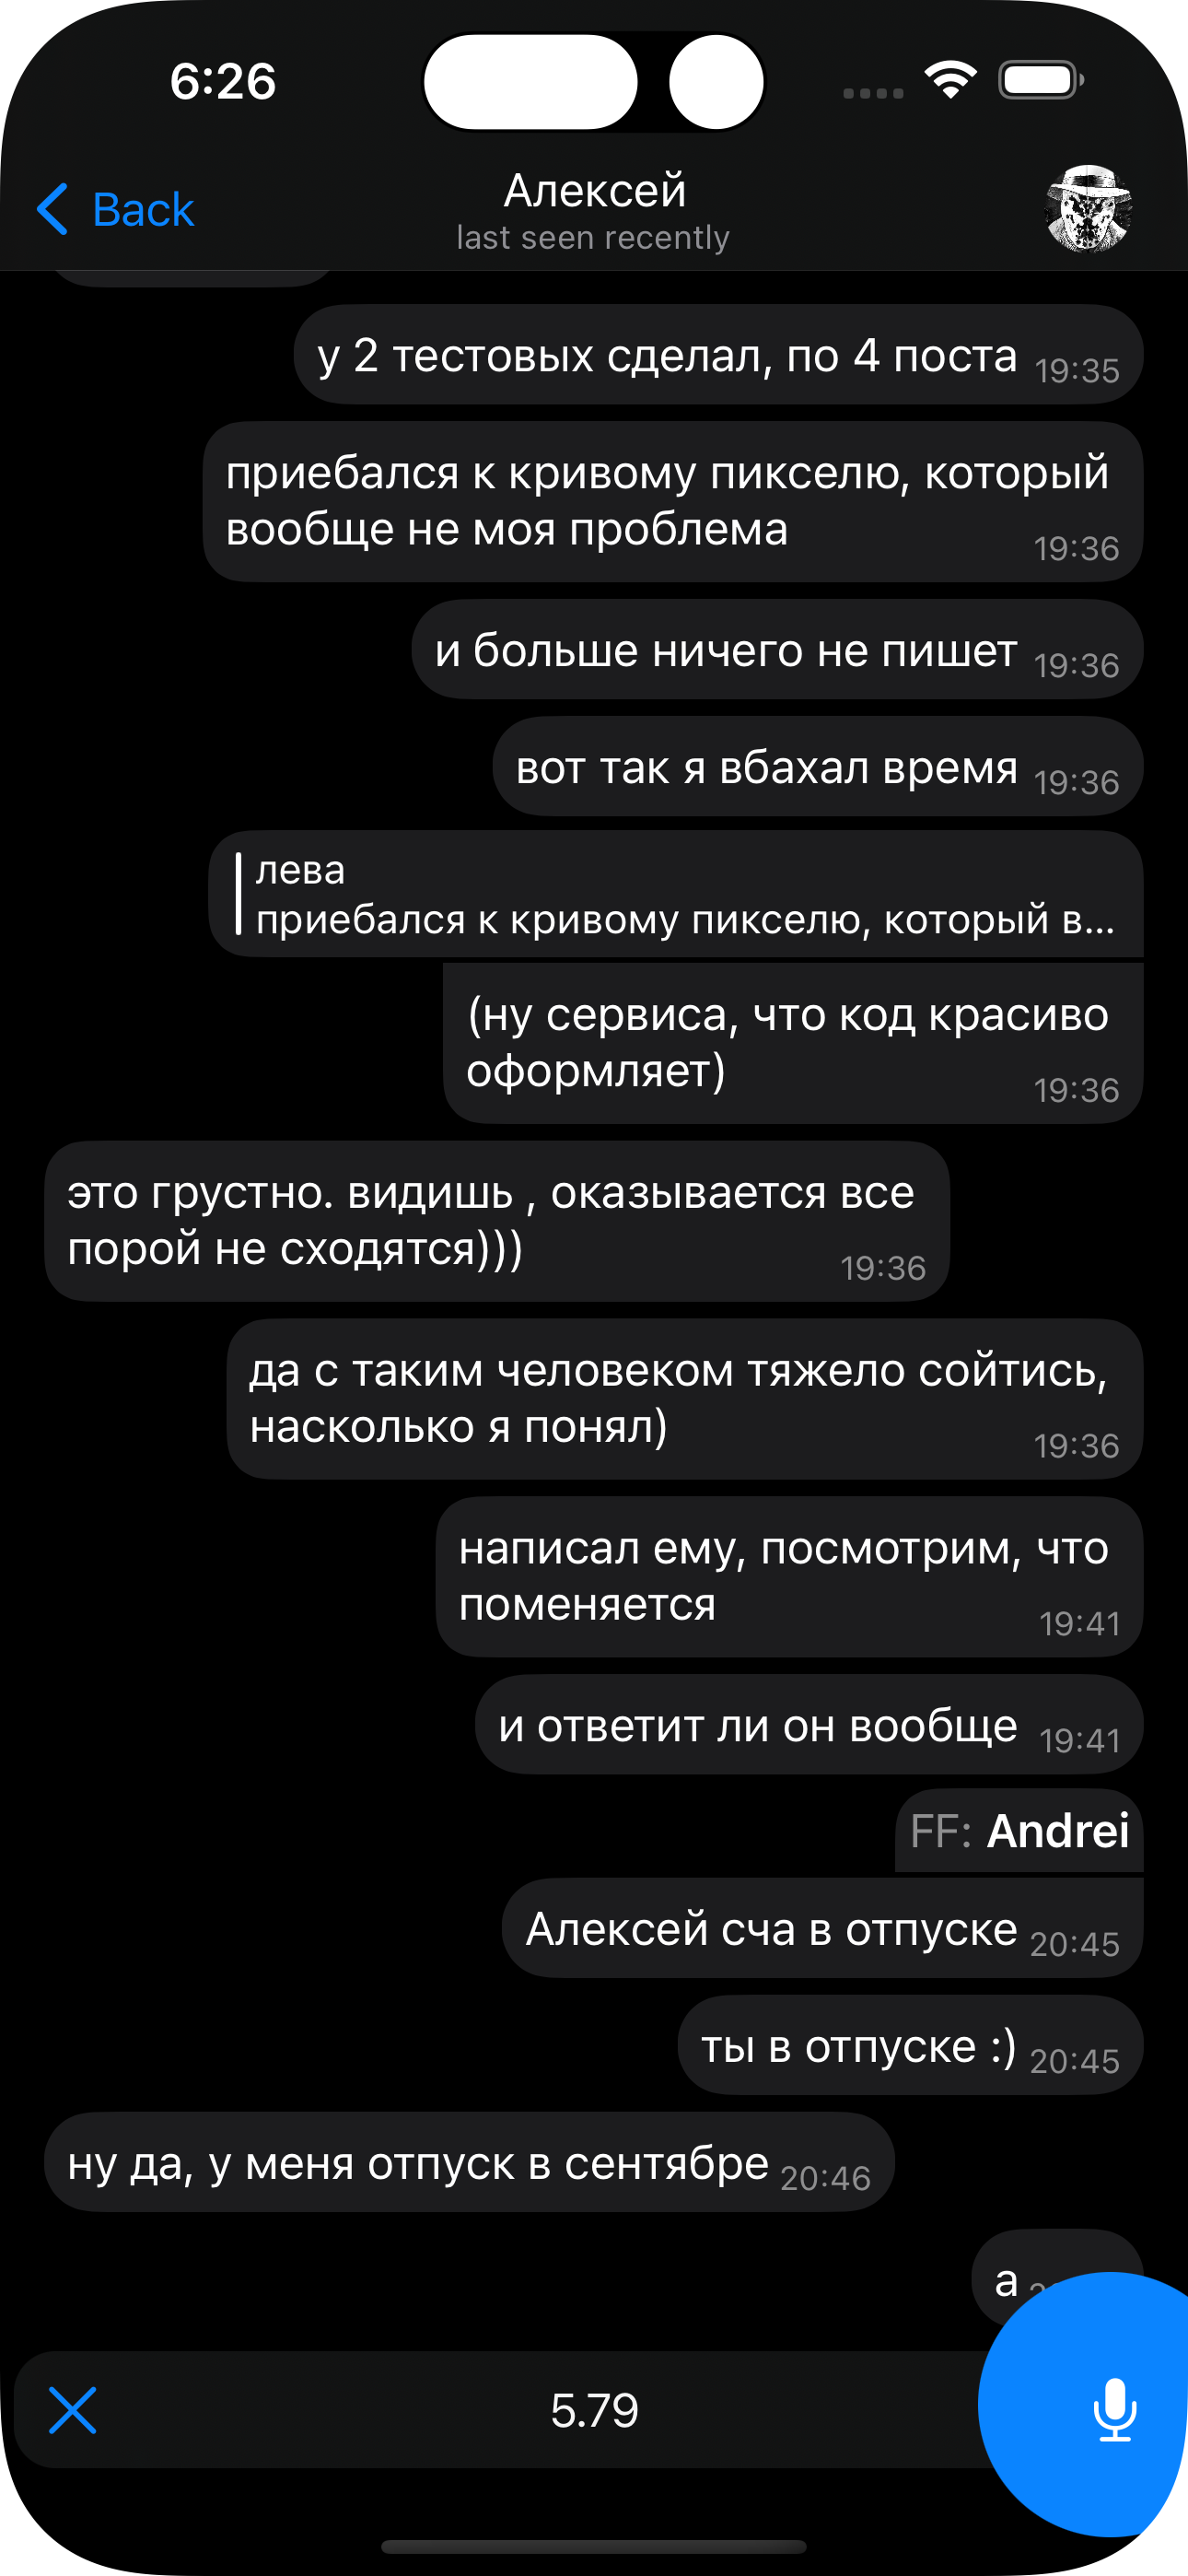 6:26
Back
Алексей
last seen recently
у 2 тестовых сделал, по 4 поста 19:35
приебался к кривому пикселю, который
вообще не моя проблема 19:36
и больше ничего не пишет 19:36
вот так я вбахал время 19:36
лева
приебался к кривому пикселю, который в...
(ну сервиса, что код красиво
оформляет) 19:36
это грустно. видишь , оказывается все
порой не сходятся))) 19:36
да с таким человеком тяжело сойтись,
насколько я понял) 19:36
написал ему, посмотрим, что
поменяется 19:41
и ответит ли он вообще 19:41
FF: Andrei
Алексей сча в отпуске 20:45
ты в отпуске :) 20:45
ну да, у меня отпуск в сентябре 20:46
а
5.79